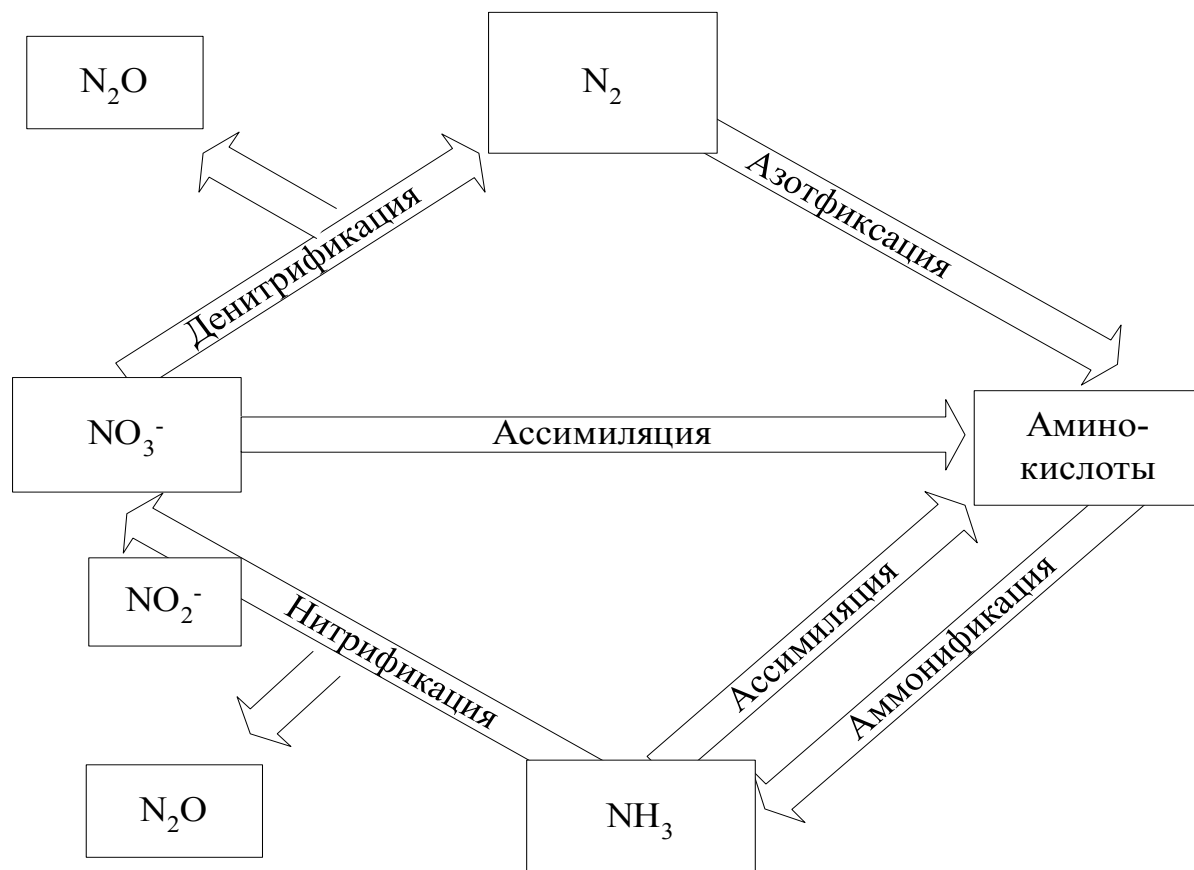 N₂O
N₂
Азотфиксация
Денитрификация
NO₃⁻
Ассимиляция
Амино-
кислоты
NO₂⁻
Нитрификация
Ассимиляция
Аммонификация
N₂O
NH₃